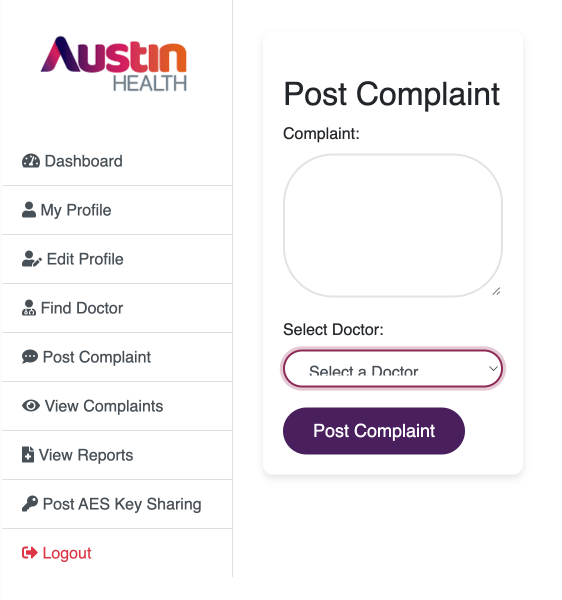 Austin
HEALTH
Dashboard
My Profile
Edit Profile
Find Doctor
Post Complaint
View Complaints
View Reports
Post AES Key Sharing
Logout
Post Complaint
Complaint:
Select Doctor:
Select a Doctor
Post Complaint